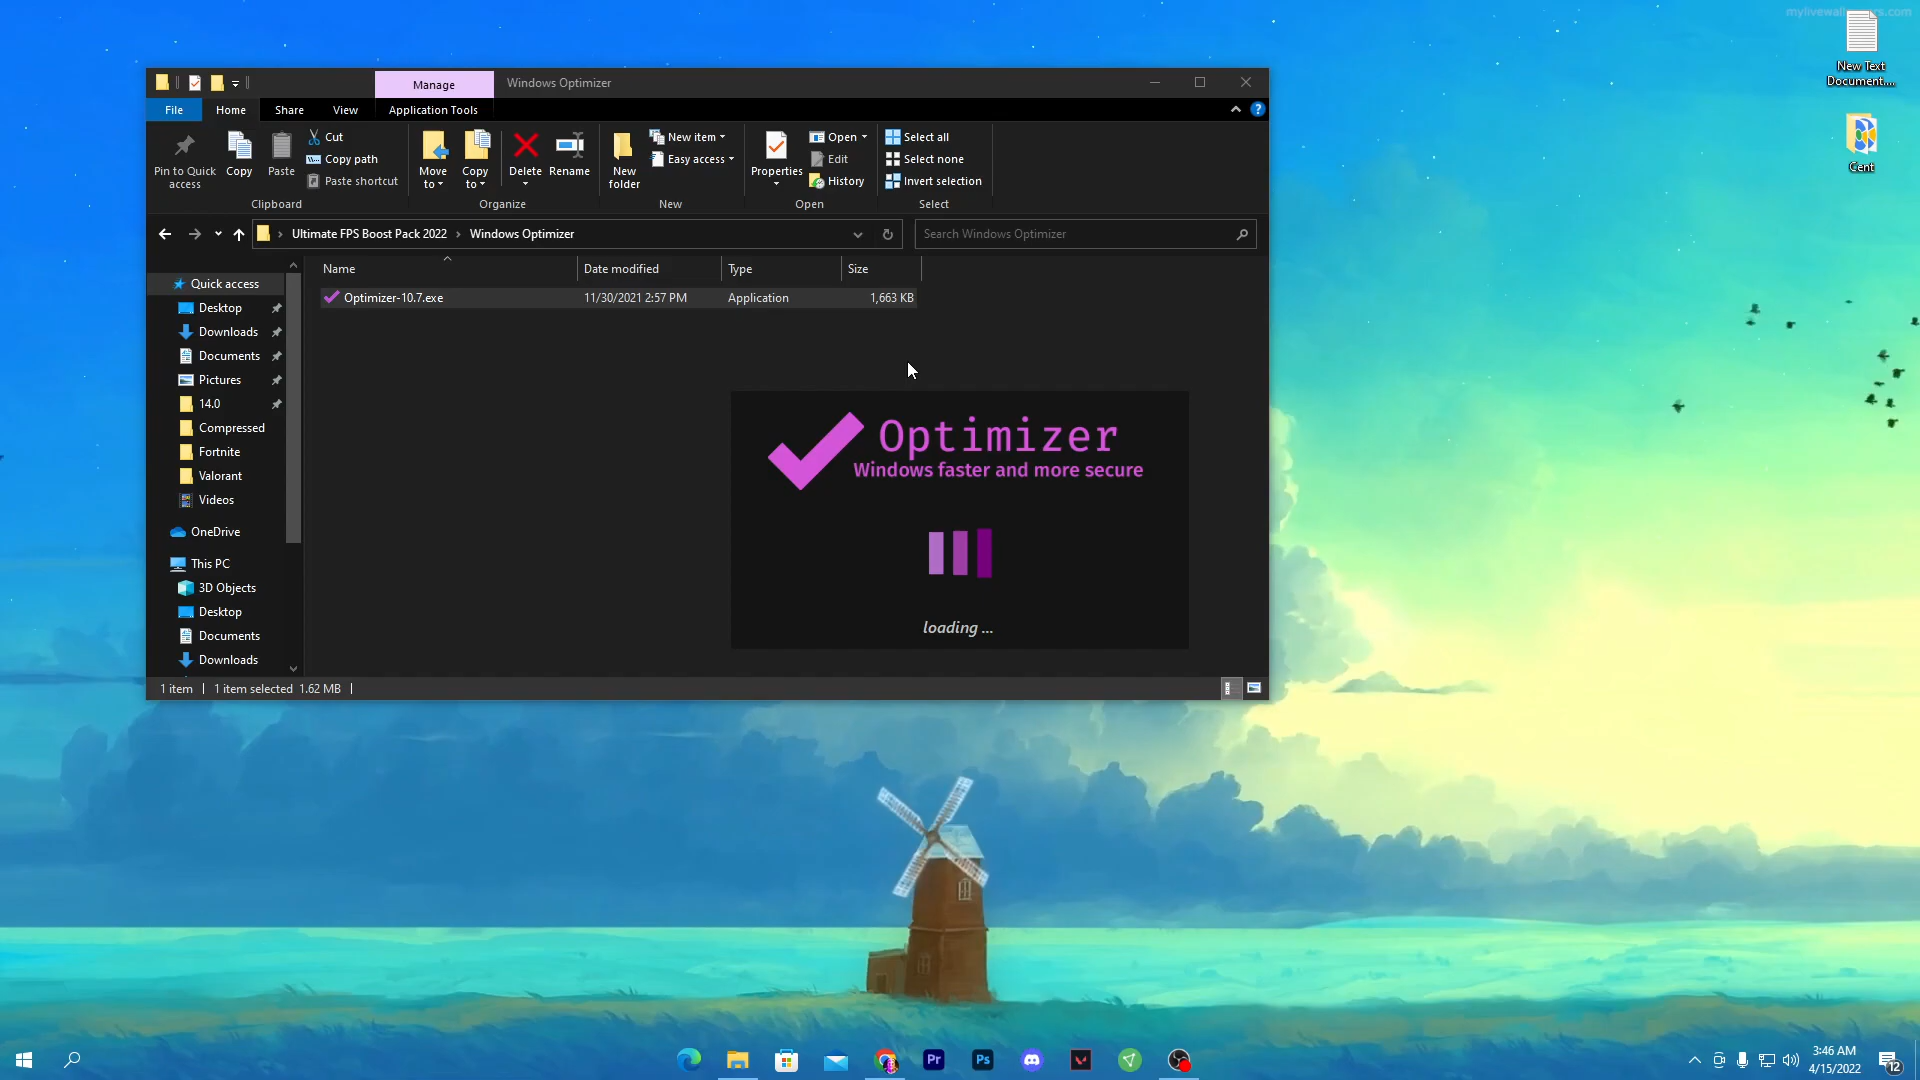 mylivewallpapers.com
New Text
Document....
Cent
Manage
Windows Optimizer
File
Home
Share
View
Application Tools
Pin to Quick
access
Copy
Paste
Cut
Copy path
Paste shortcut
Clipboard
Move
to
Copy
to
Delete
Rename
Organize
New
folder
New item
Easy access
New
Properties
Open
Edit
History
Open
Select all
Select none
Invert selection
Select
Ultimate FPS Boost Pack 2022 > Windows Optimizer
Search Windows Optimizer
Name
Date modified
Type
Size
Optimizer-10.7.exe
11/30/2021 2:57 PM
Application
1,663 KB
Quick access
Desktop
Downloads
Documents
Pictures
14.0
Compressed
Fortnite
Valorant
Videos
OneDrive
This PC
3D Objects
Desktop
Documents
Downloads
Optimizer
Windows faster and more secure
loading ...
1 item
1 item selected 1.62 MB
Pr
Ps
3:46 AM
4/15/2022
12